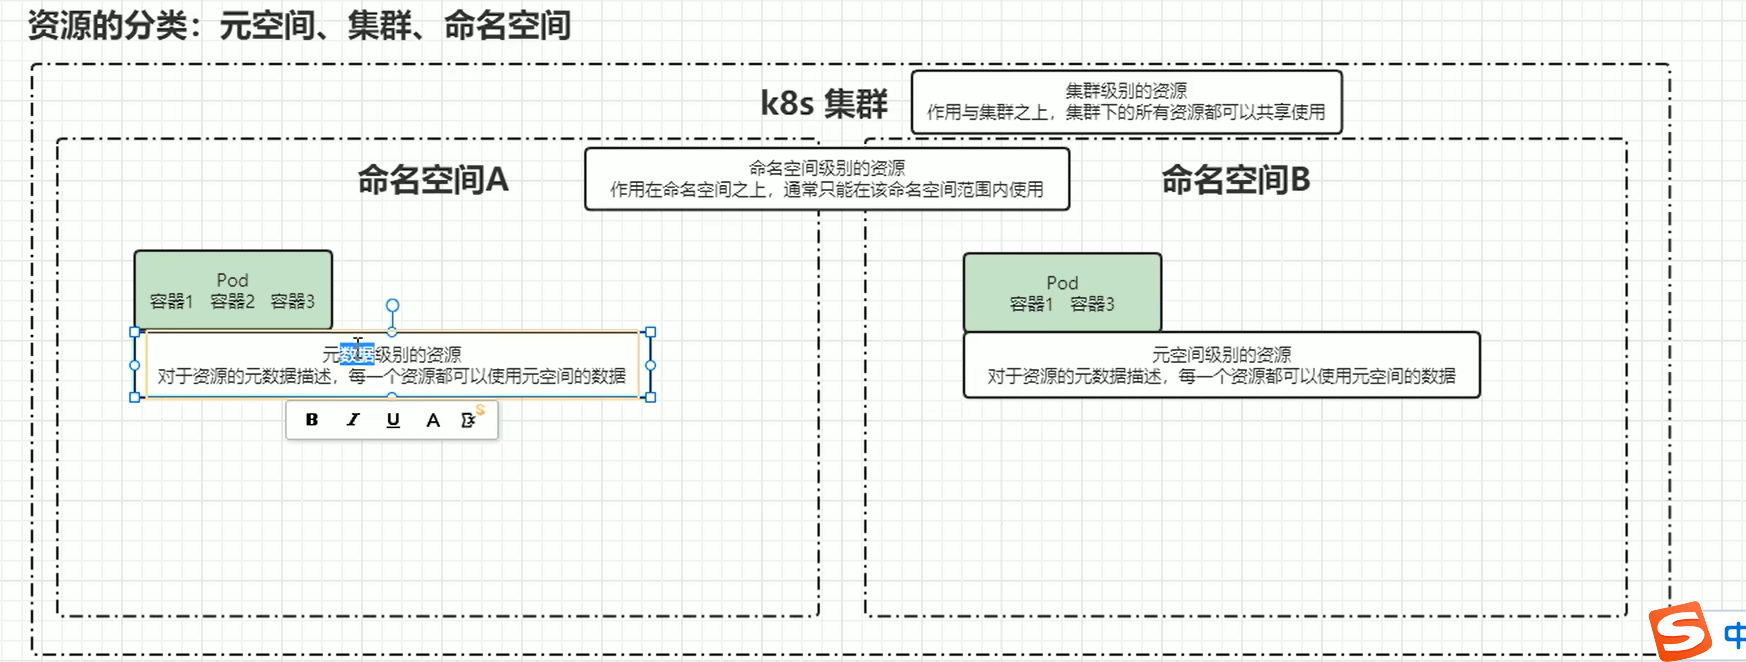 资源的分类：元空间、集群、命名空间
k8s 集群
集群级别的资源
作用与集群之上，集群下的所有资源都可以共享使用
命名空间A
命名空间级别的资源
作用在命名空间之上，通常只能在该命名空间范围内使用
命名空间B
Pod
容器1 容器2 容器3
元数据级别的资源
对于资源的元数据描述，每一个资源都可以使用元空间的数据
B I U A
Pod
容器1 容器3
元空间级别的资源
对于资源的元数据描述，每一个资源都可以使用元空间的数据
S 中